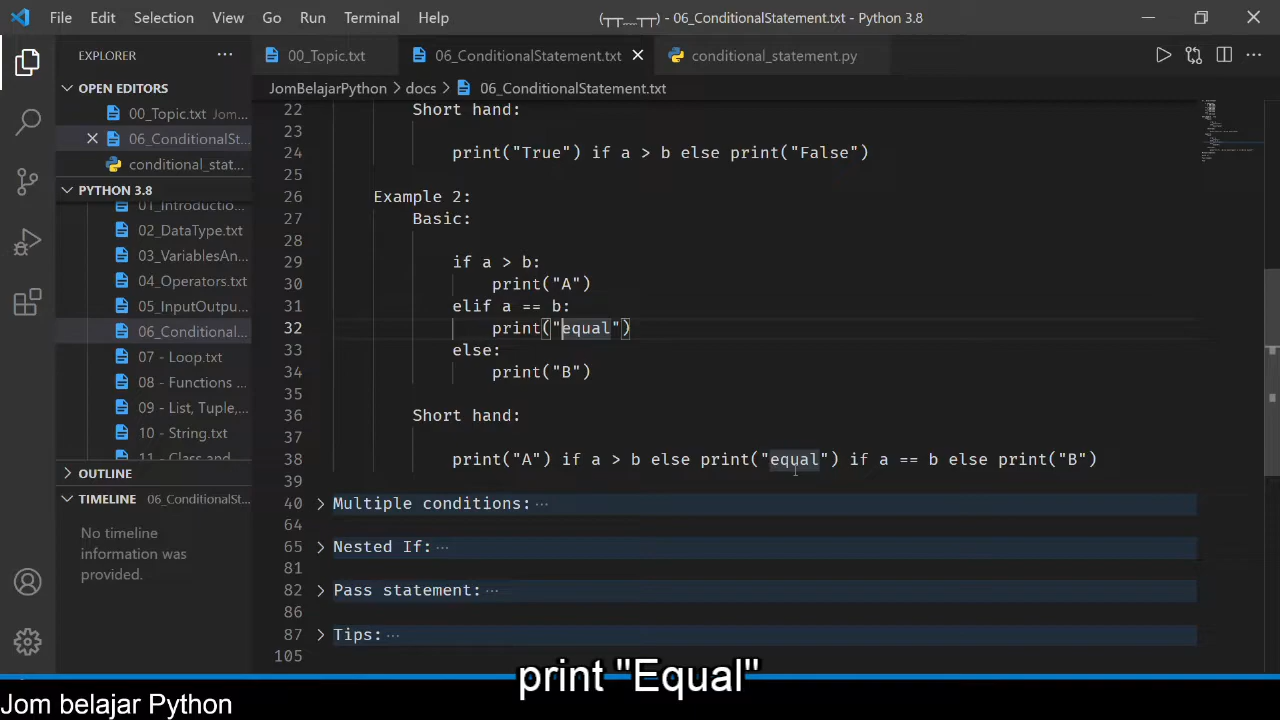 File Edit Selection View Go Run Terminal Help
(┬┬﹏┬┬) - 06_ConditionalStatement.txt - Python 3.8
EXPLORER ···
00_Topic.txt
06_ConditionalStatement.txt
conditional_statement.py
OPEN EDITORS
00_Topic.txt Jom...
06_ConditionalSt...
conditional_stat...
PYTHON 3.8
01_Introductio...
02_DataType.txt
03_VariablesAn...
04_Operators.txt
05_InputOutpu...
06_Conditional...
07 - Loop.txt
08 - Functions ...
09 - List, Tuple,...
10 - String.txt
11 - Class and
OUTLINE
TIMELINE 06_ConditionalSt...
No timeline
information was
provided.
JomBelajarPython > docs > 06_ConditionalStatement.txt
22 Short hand:
23
24 print("True") if a > b else print("False")
25
26 Example 2:
27 Basic:
28
29 if a > b:
30 print("A")
31 elif a == b:
32 print("equal")
33 else:
34 print("B")
35
36 Short hand:
37
38 print("A") if a > b else print("equal") if a == b else print("B")
39
40 Multiple conditions: ···
64
65 Nested If: ···
81
82 Pass statement: ···
86
87 Tips: ···
105
print "Equal"
Jom belajar Python